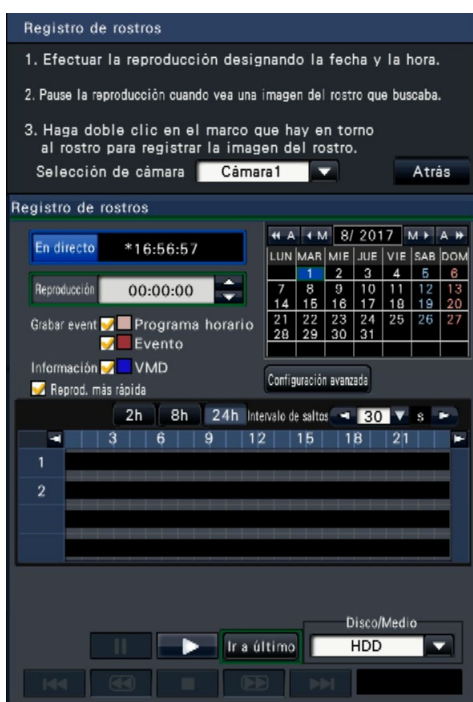 Registro de rostros
1. Efectuar la reproducción designando la fecha y la hora.
2. Pause la reproducción cuando vea una imagen del rostro que buscaba.
3. Haga doble clic en el marco que hay en torno
al rostro para registrar la imagen del rostro.
Selección de càmara Càmara1 Atrás
Registro de rostros
En directo *16:56:57
A M 8/ 2017 M A
LUN MAR MIE JUE VIE SAB DOM
1 2 3 4 5 6
7 8 9 10 11 12 13
14 15 16 17 18 19 20
21 22 23 24 25 26 27
28 29 30 31
Reproducción 00:00:00
Grabar event Programa horario
Evento
Información VMD
Reprod. más rápida
Configuración avanzada
2h 8h 24h Intervalo de saltos 30 s
3 6 9 12 15 18 21
1
2
Disco/Medio
Ir a último HDD